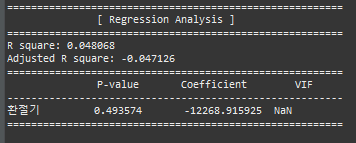 [ Regression Analysis ]
R square: 0.048068
Adjusted R square: -0.047126
P-value Coefficient VIF
환절기 0.493574 -12268.915925 NaN